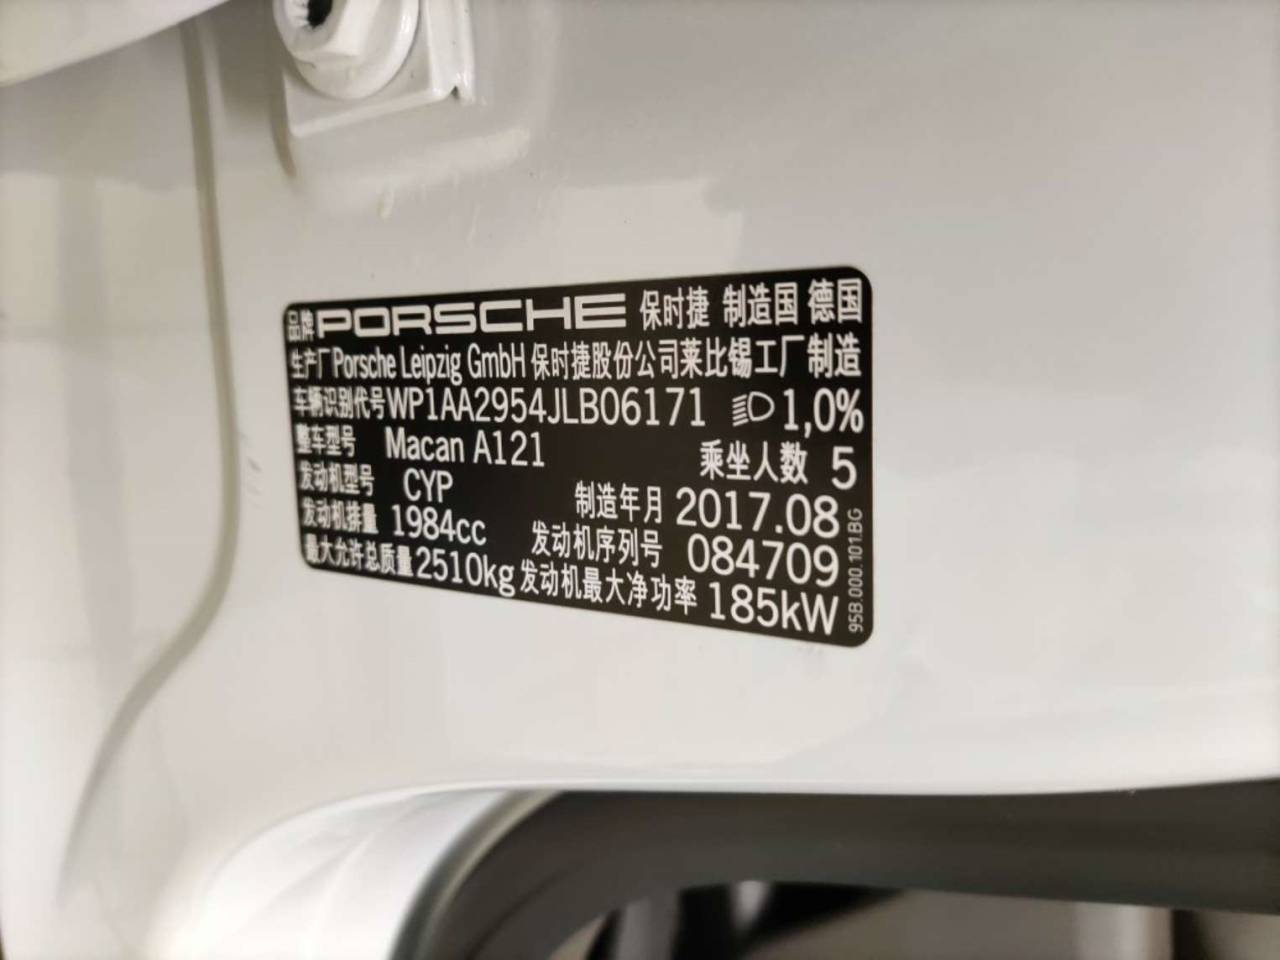 品牌 PORSCHE 保时捷 制造国 德国
生产厂 Porsche Leipzig GmbH 保时捷股份公司莱比锡工厂制造
车辆识别代号 WP1AA2954JLB06171 1,0%
整车型号 Macan A121 乘坐人数 5
发动机型号 CYP 制造年月 2017.08
发动机排量 1984cc 发动机序列号 084709
最大允许总质量 2510kg 发动机最大净功率 185kW
95B.000.101.BG